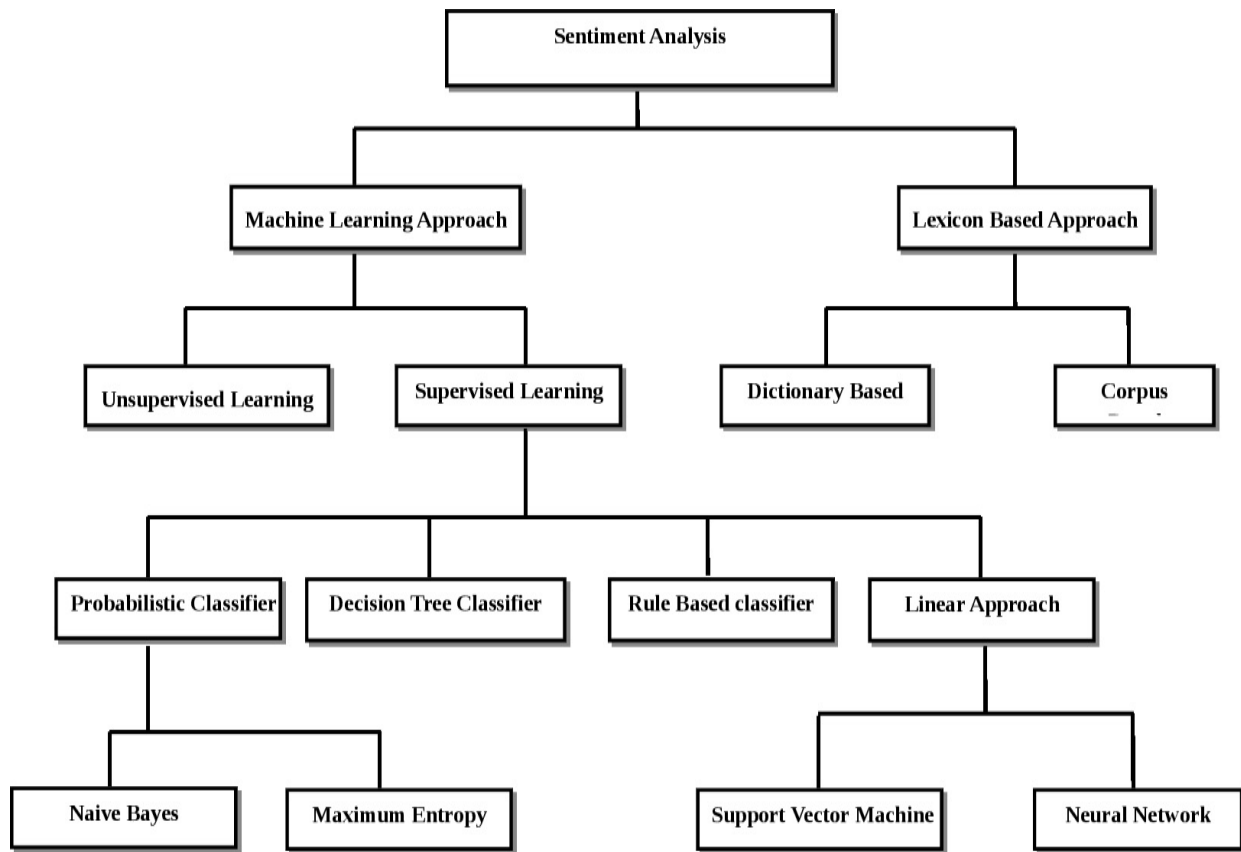 Sentiment Analysis
Machine Learning Approach
Lexicon Based Approach
Unsupervised Learning
Supervised Learning
Dictionary Based
Corpus
Probabilistic Classifier
Decision Tree Classifier
Rule Based classifier
Linear Approach
Naive Bayes
Maximum Entropy
Support Vector Machine
Neural Network